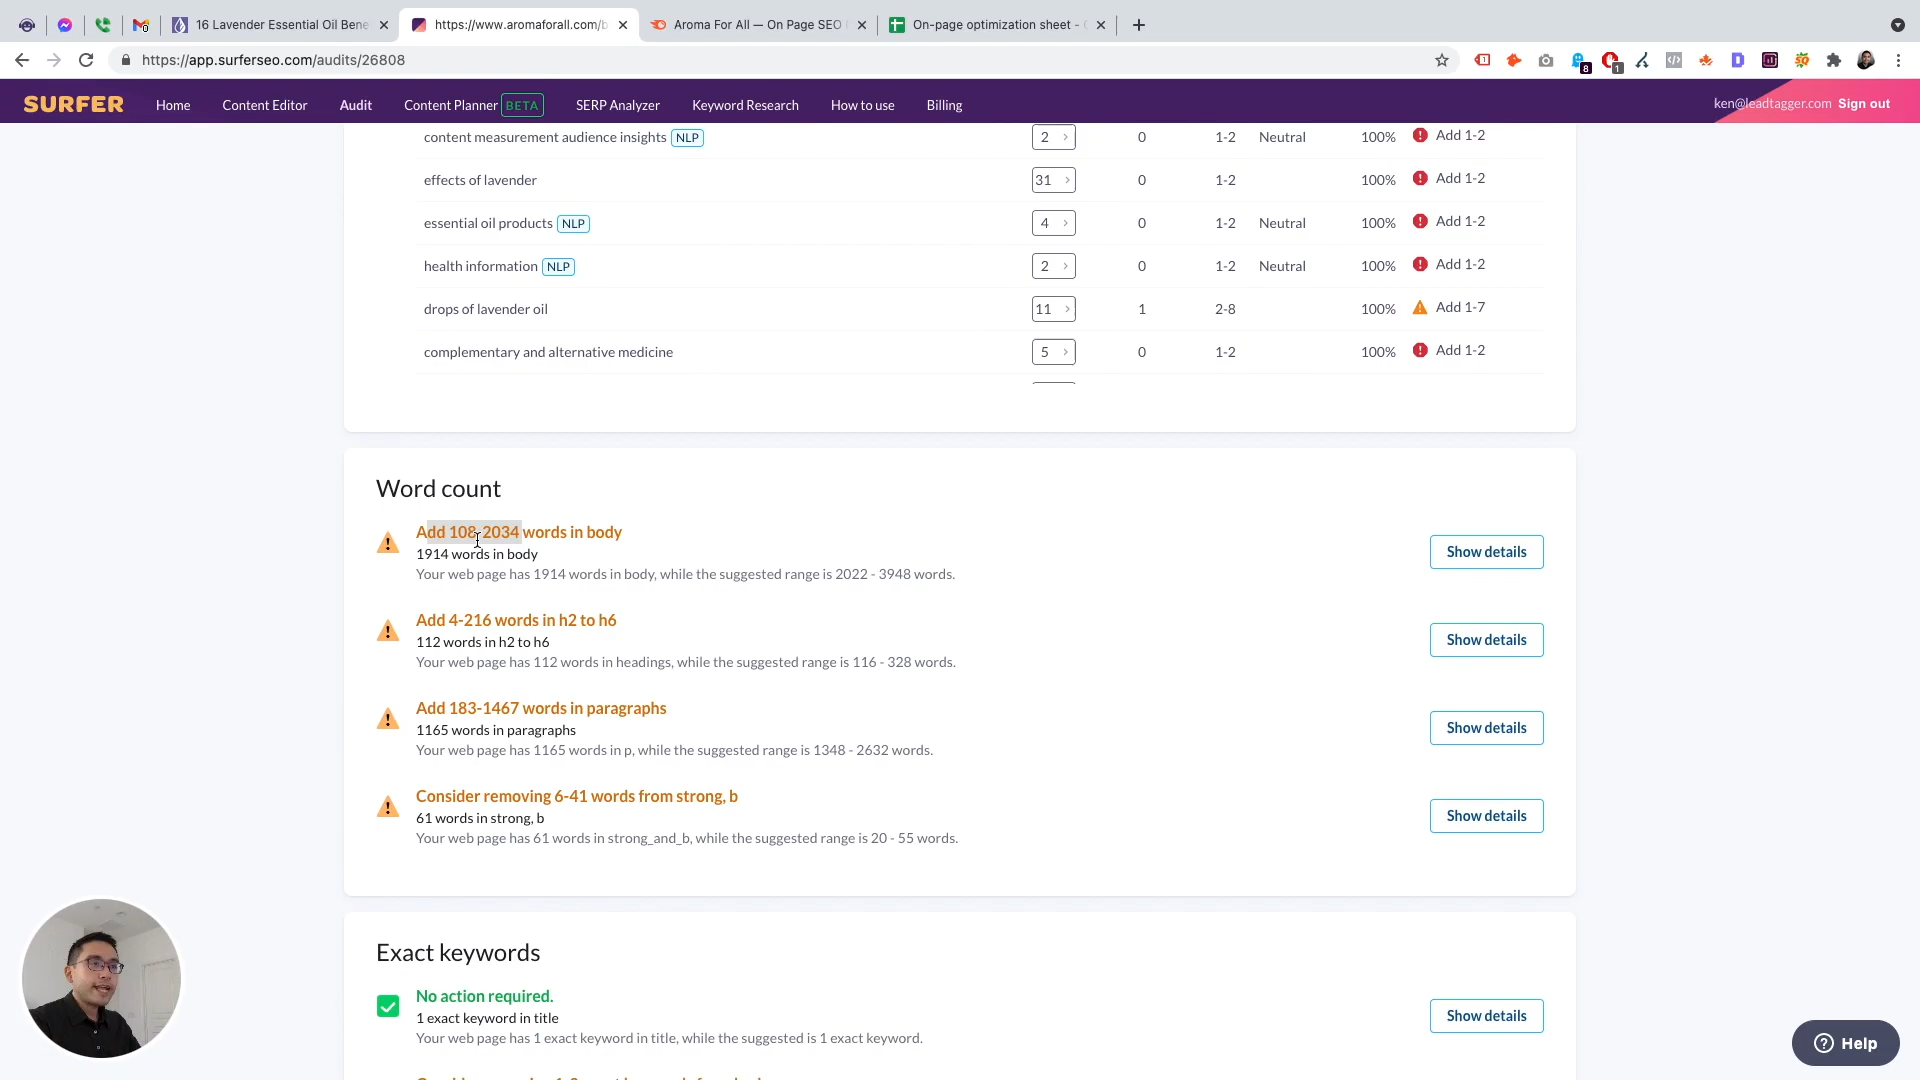 16 Lavender Essential Oil Bene
https://www.aromaforall.com/b
Aroma For All — On Page SEO
On-page optimization sheet -
https://app.surferseo.com/audits/26808
SURFER
Home
Content Editor
Audit
Content Planner BETA
SERP Analyzer
Keyword Research
How to use
Billing
ken@leadtagger.com Sign out
content measurement audience insights NLP 2 0 1-2 Neutral 100% Add 1-2
effects of lavender 31 0 1-2 100% Add 1-2
essential oil products NLP 4 0 1-2 Neutral 100% Add 1-2
health information NLP 2 0 1-2 Neutral 100% Add 1-2
drops of lavender oil 11 1 2-8 100% Add 1-7
complementary and alternative medicine 5 0 1-2 100% Add 1-2
Word count
Add 108-2034 words in body
1914 words in body
Your web page has 1914 words in body, while the suggested range is 2022 - 3948 words.
Show details
Add 4-216 words in h2 to h6
112 words in h2 to h6
Your web page has 112 words in headings, while the suggested range is 116 - 328 words.
Show details
Add 183-1467 words in paragraphs
1165 words in paragraphs
Your web page has 1165 words in p, while the suggested range is 1348 - 2632 words.
Show details
Consider removing 6-41 words from strong, b
61 words in strong, b
Your web page has 61 words in strong_and_b, while the suggested range is 20 - 55 words.
Show details
Exact keywords
No action required.
1 exact keyword in title
Your web page has 1 exact keyword in title, while the suggested is 1 exact keyword.
Show details
Help